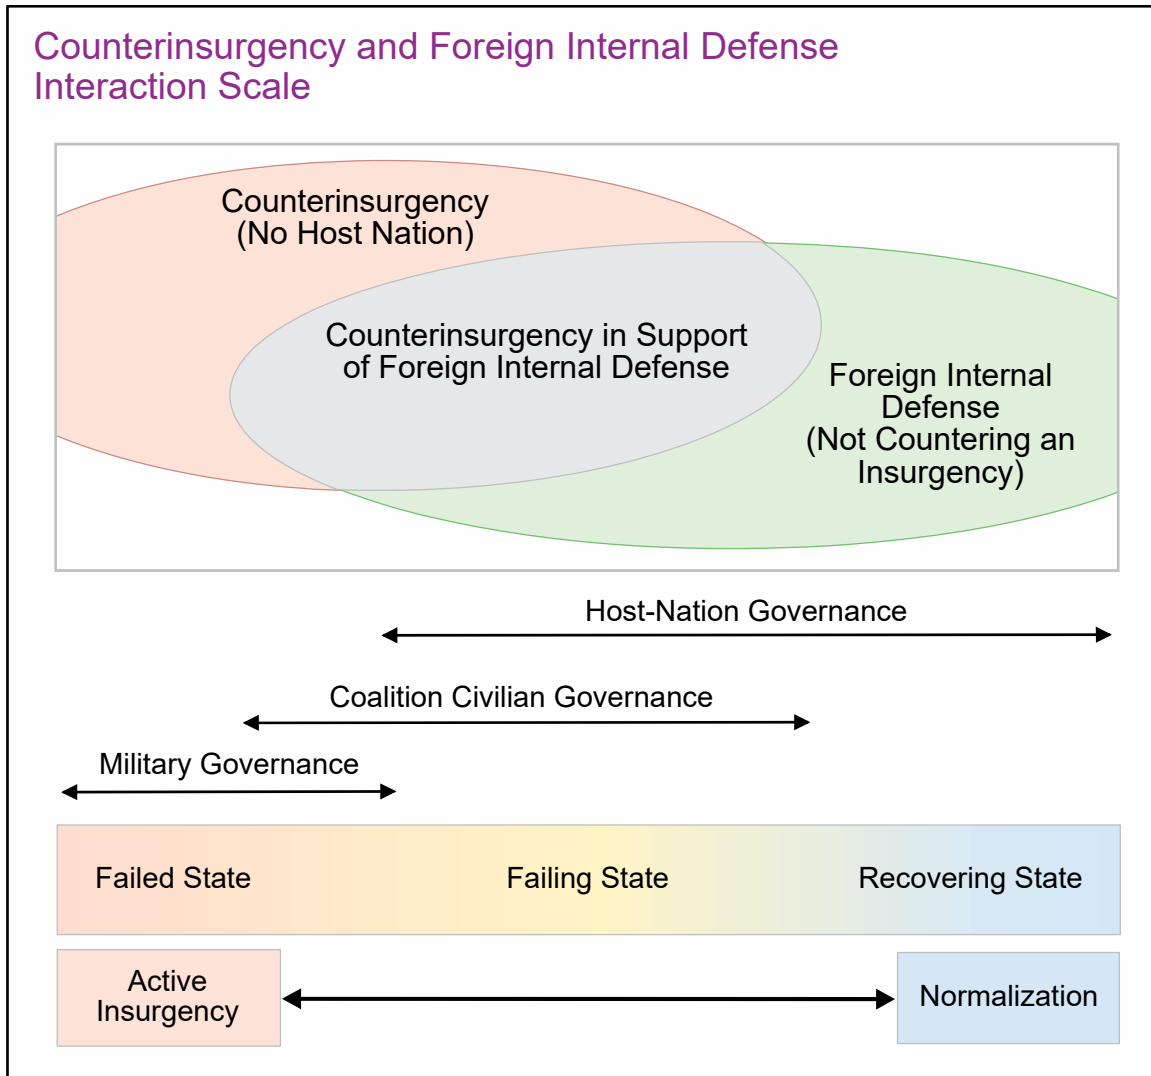 Counterinsurgency and Foreign Internal Defense
Interaction Scale
Counterinsurgency
(No Host Nation)
Counterinsurgency in Support
of Foreign Internal Defense
Foreign Internal
Defense
(Not Countering an
Insurgency)
Host-Nation Governance
Coalition Civilian Governance
Military Governance
Failed State
Failing State
Recovering State
Active
Insurgency
Normalization